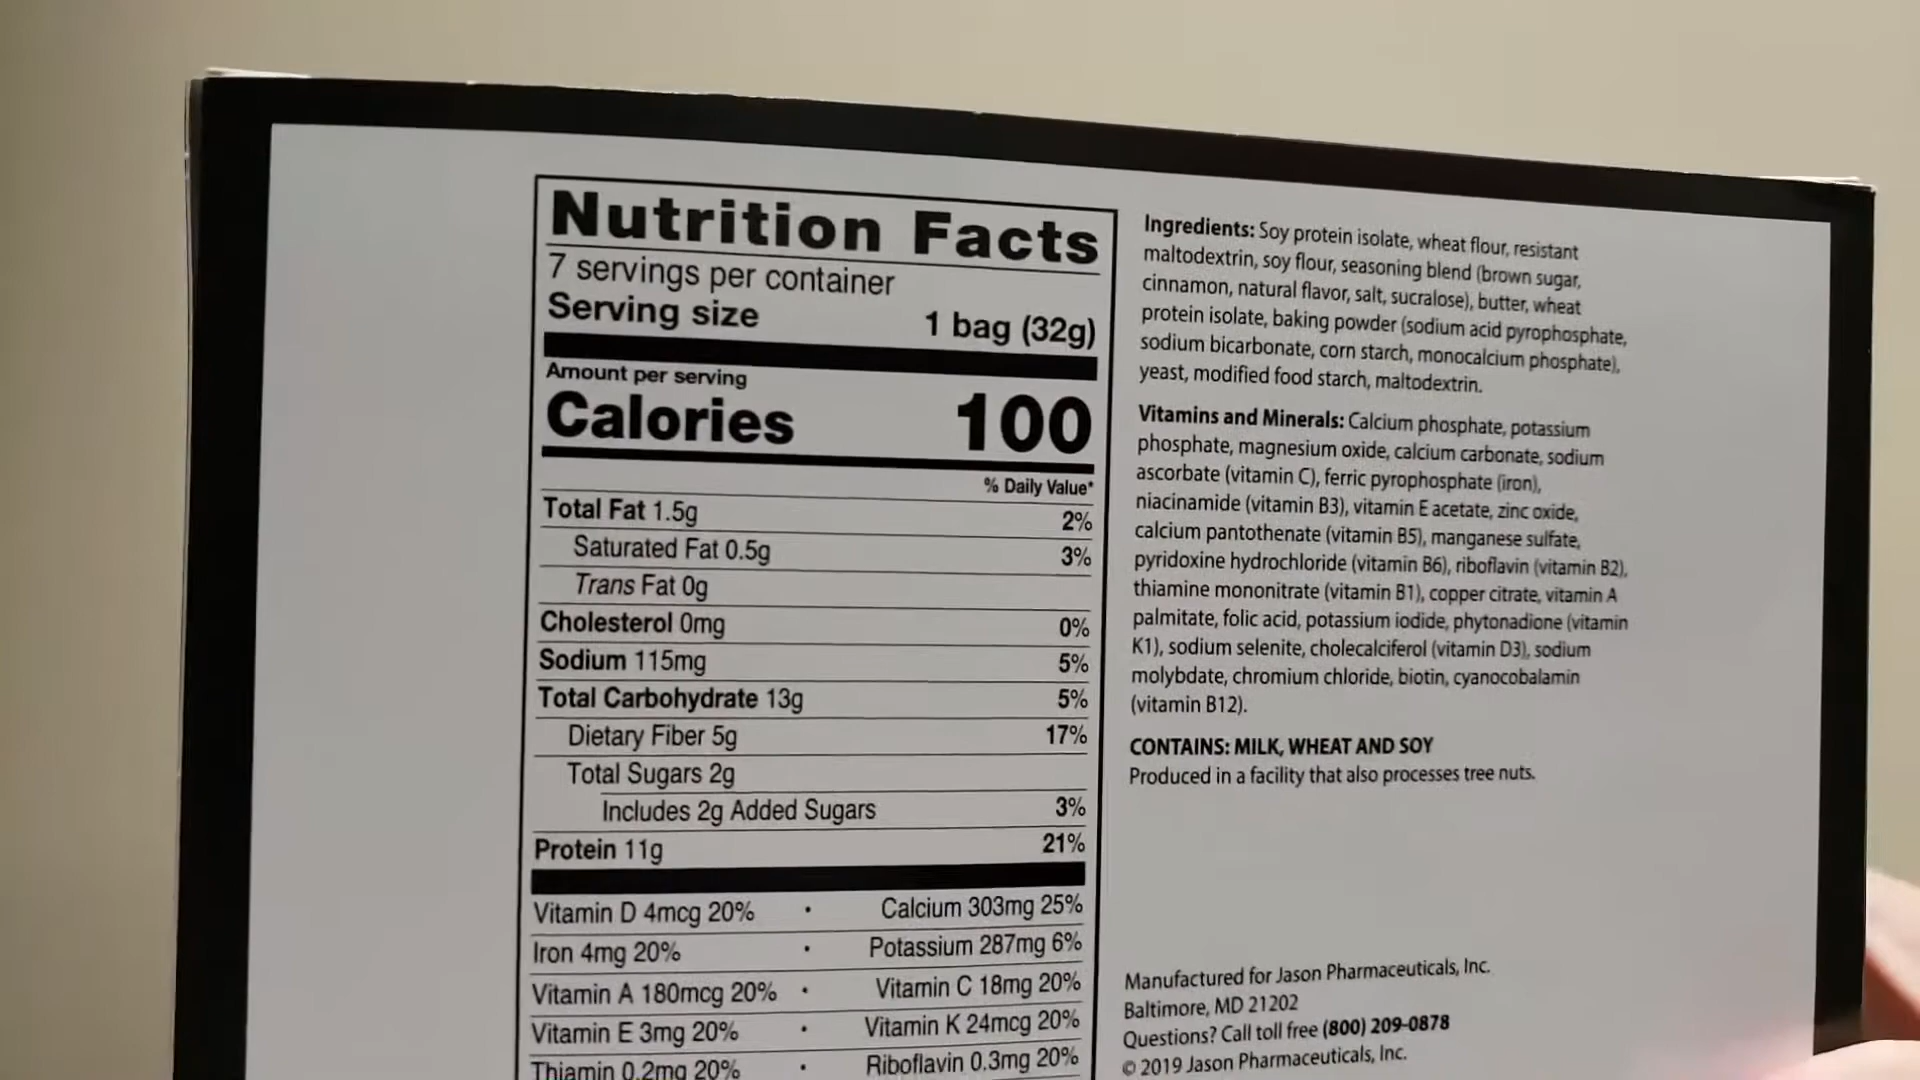 Nutrition Facts
7 servings per container
Serving size 1 bag (32g)
Amount per serving
Calories 100
% Daily Value*
Total Fat 1.5g 2%
Saturated Fat 0.5g 3%
Trans Fat 0g
Cholesterol 0mg 0%
Sodium 115mg 5%
Total Carbohydrate 13g 5%
Dietary Fiber 5g 17%
Total Sugars 2g
Includes 2g Added Sugars 3%
Protein 11g 21%
Vitamin D 4mcg 20% • Calcium 303mg 25%
Iron 4mg 20% • Potassium 287mg 6%
Vitamin A 180mcg 20% • Vitamin C 18mg 20%
Vitamin E 3mg 20% • Vitamin K 24mcg 20%
Thiamin 0.2mg 20% • Riboflavin 0.3mg 20%
Ingredients: Soy protein isolate, wheat flour, resistant
maltodextrin, soy flour, seasoning blend (brown sugar,
cinnamon, natural flavor, salt, sucralose), butter, wheat
protein isolate, baking powder (sodium acid pyrophosphate,
sodium bicarbonate, corn starch, monocalcium phosphate),
yeast, modified food starch, maltodextrin.
Vitamins and Minerals: Calcium phosphate, potassium
phosphate, magnesium oxide, calcium carbonate, sodium
ascorbate (vitamin C), ferric pyrophosphate (iron),
niacinamide (vitamin B3), vitamin E acetate, zinc oxide,
calcium pantothenate (vitamin B5), manganese sulfate,
pyridoxine hydrochloride (vitamin B6), riboflavin (vitamin B2),
thiamine mononitrate (vitamin B1), copper citrate, vitamin A
palmitate, folic acid, potassium iodide, phytonadione (vitamin
K1), sodium selenite, cholecalciferol (vitamin D3), sodium
molybdate, chromium chloride, biotin, cyanocobalamin
(vitamin B12).
CONTAINS: MILK, WHEAT AND SOY
Produced in a facility that also processes tree nuts.
Manufactured for Jason Pharmaceuticals, Inc.
Baltimore, MD 21202
Questions? Call toll free (800) 209-0878
© 2019 Jason Pharmaceuticals, Inc.